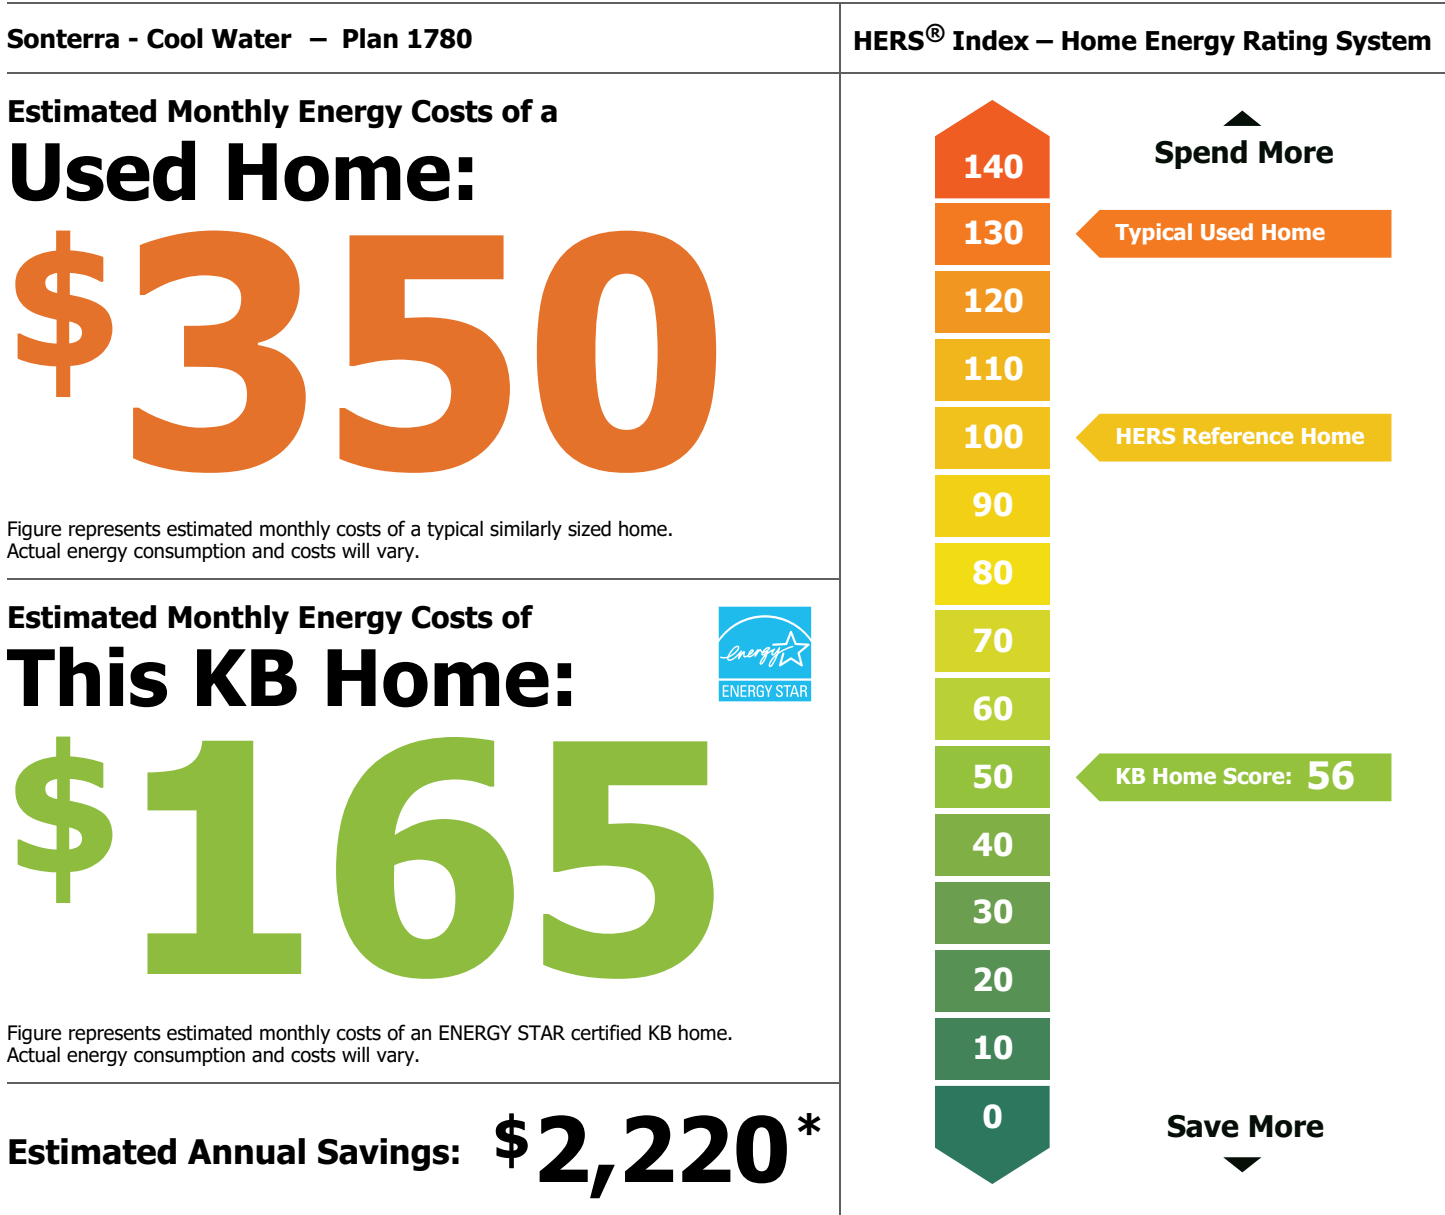 Sonterra - Cool Water – Plan 1780
Estimated Monthly Energy Costs of a
Used Home:
$350
Figure represents estimated monthly costs of a typical similarly sized home.
Actual energy consumption and costs will vary.
Estimated Monthly Energy Costs of
This KB Home:
energy
ENERGY STAR
$165
Figure represents estimated monthly costs of an ENERGY STAR certified KB home.
Actual energy consumption and costs will vary.
Estimated Annual Savings: $2,220*
HERS® Index – Home Energy Rating System
Spend More
140
130 Typical Used Home
120
110
100 HERS Reference Home
90
80
70
60
50 KB Home Score: 56
40
30
20
10
0
Save More